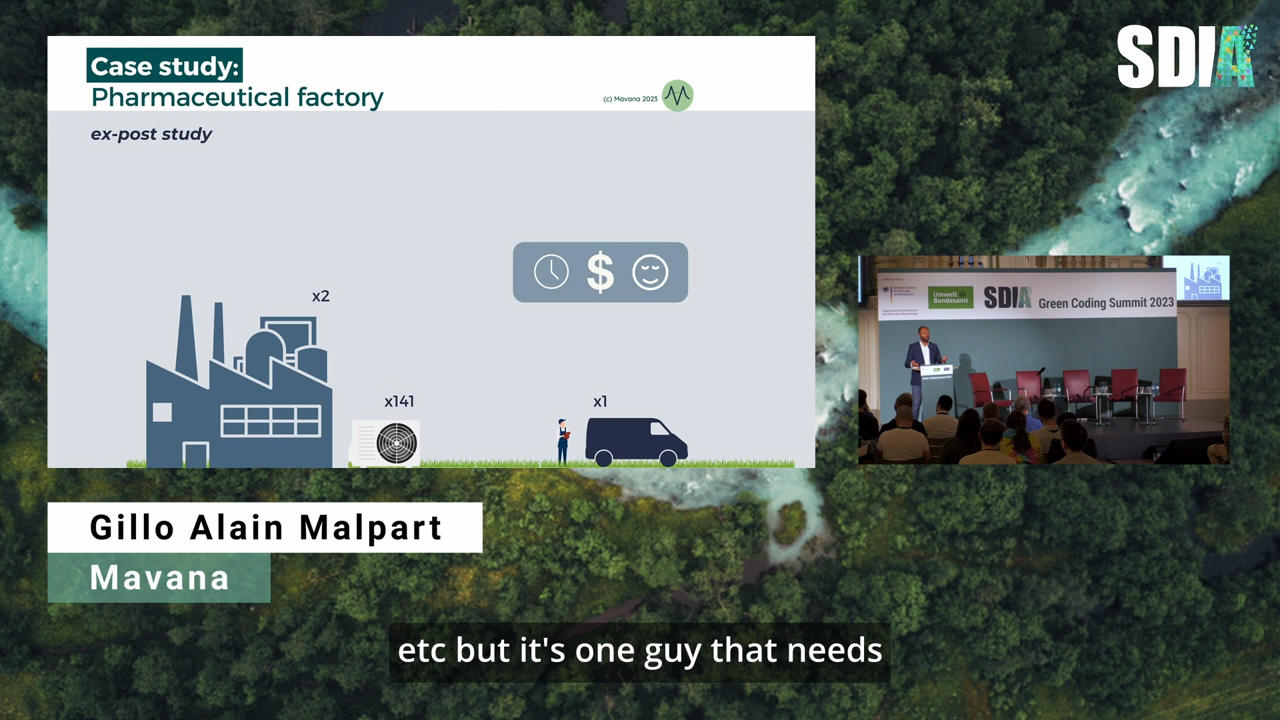 SDIA
Case study:
Pharmaceutical factory
(c) Mavana 2023
ex-post study
x2
$
x141
x1
Umwelt
Bundesamt
SDIA
Green Coding Summit 2023
Gillo Alain Malpart
Mavana
etc but it's one guy that needs